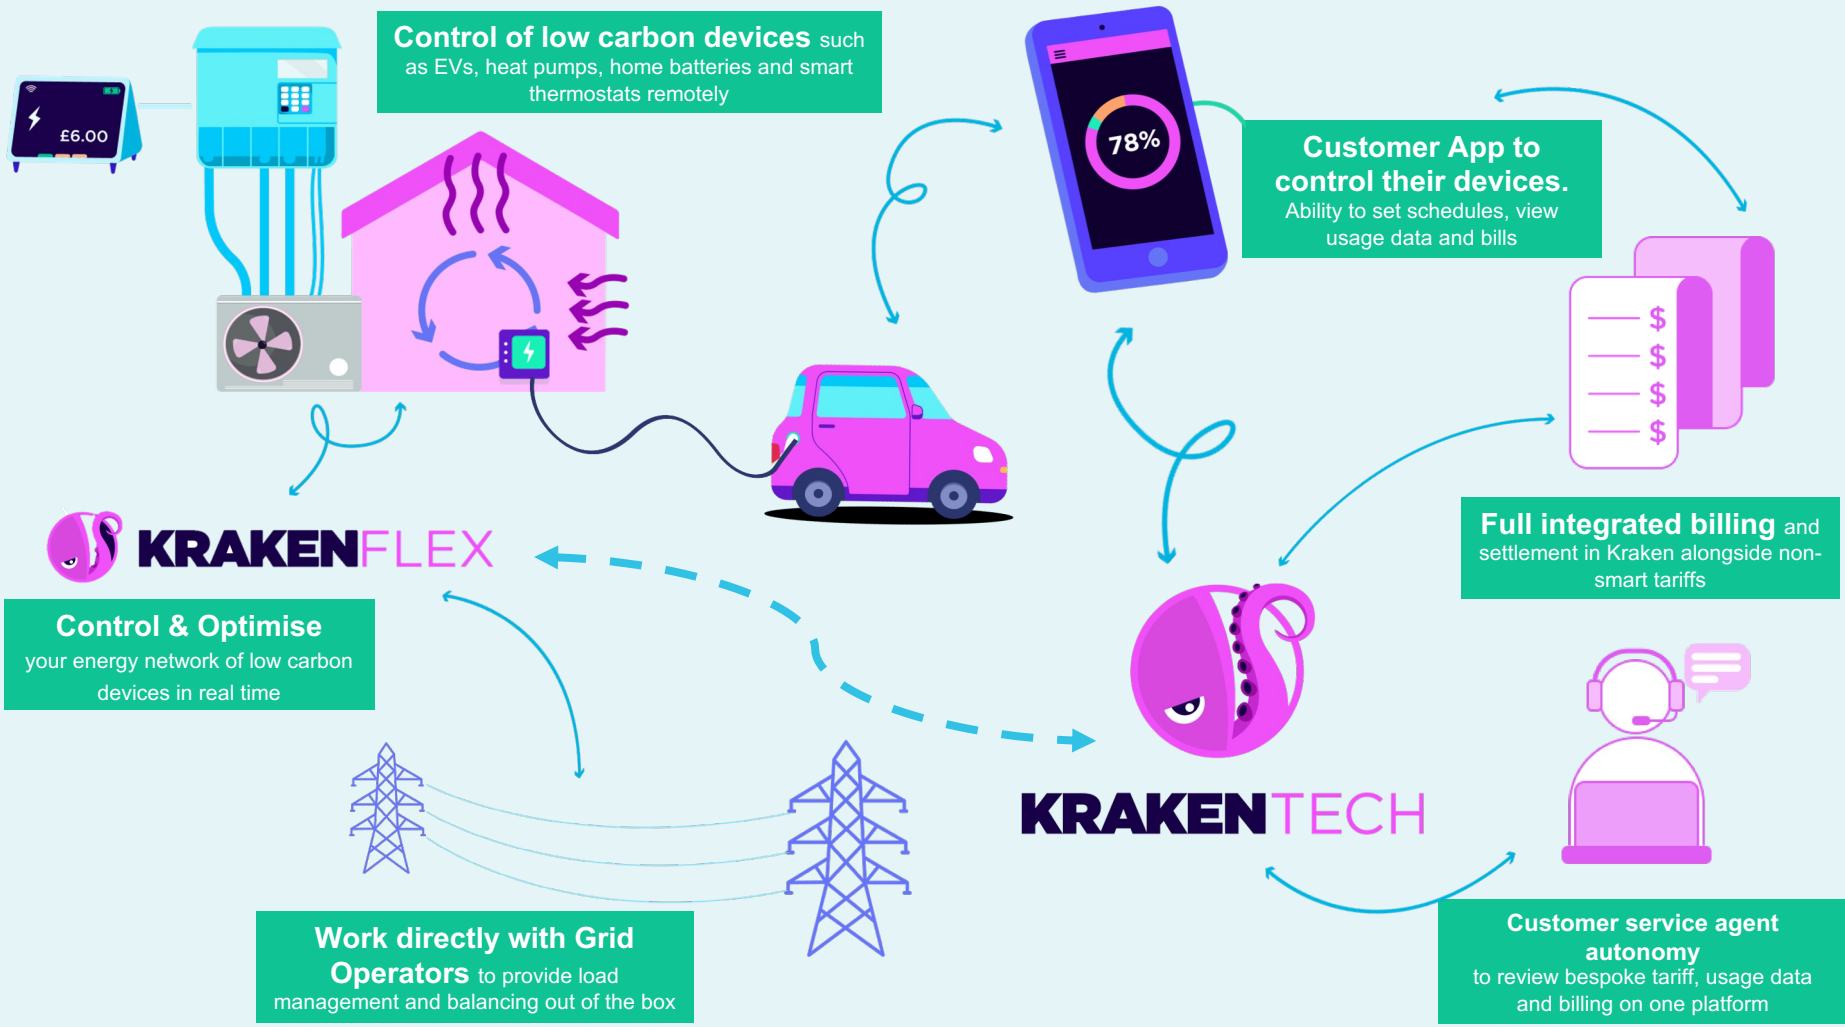 Control of low carbon devices such
as EVs, heat pumps, home batteries and smart
thermostats remotely
£6.00
78%
Customer App to
control their devices.
Ability to set schedules, view
usage data and bills
$
$
$
$
KRAKENFLEX
Control & Optimise
your energy network of low carbon
devices in real time
Full integrated billing and
settlement in Kraken alongside non-
smart tariffs
KRAKENTECH
Work directly with Grid
Operators to provide load
management and balancing out of the box
Customer service agent
autonomy
to review bespoke tariff, usage data
and billing on one platform